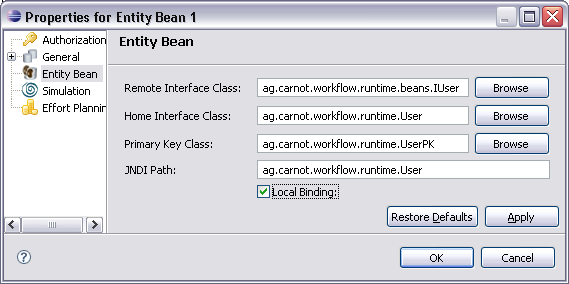 Properties for Entity Bean 1
Authorization
General
Entity Bean
Simulation
Effort Plannin
Entity Bean
Remote Interface Class: ag.carnot.workflow.runtime.beans.IUser Browse
Home Interface Class: ag.carnot.workflow.runtime.User Browse
Primary Key Class: ag.carnot.workflow.runtime.UserPK Browse
JNDI Path: ag.carnot.workflow.runtime.User
Local Binding:
Restore Defaults Apply
? OK Cancel